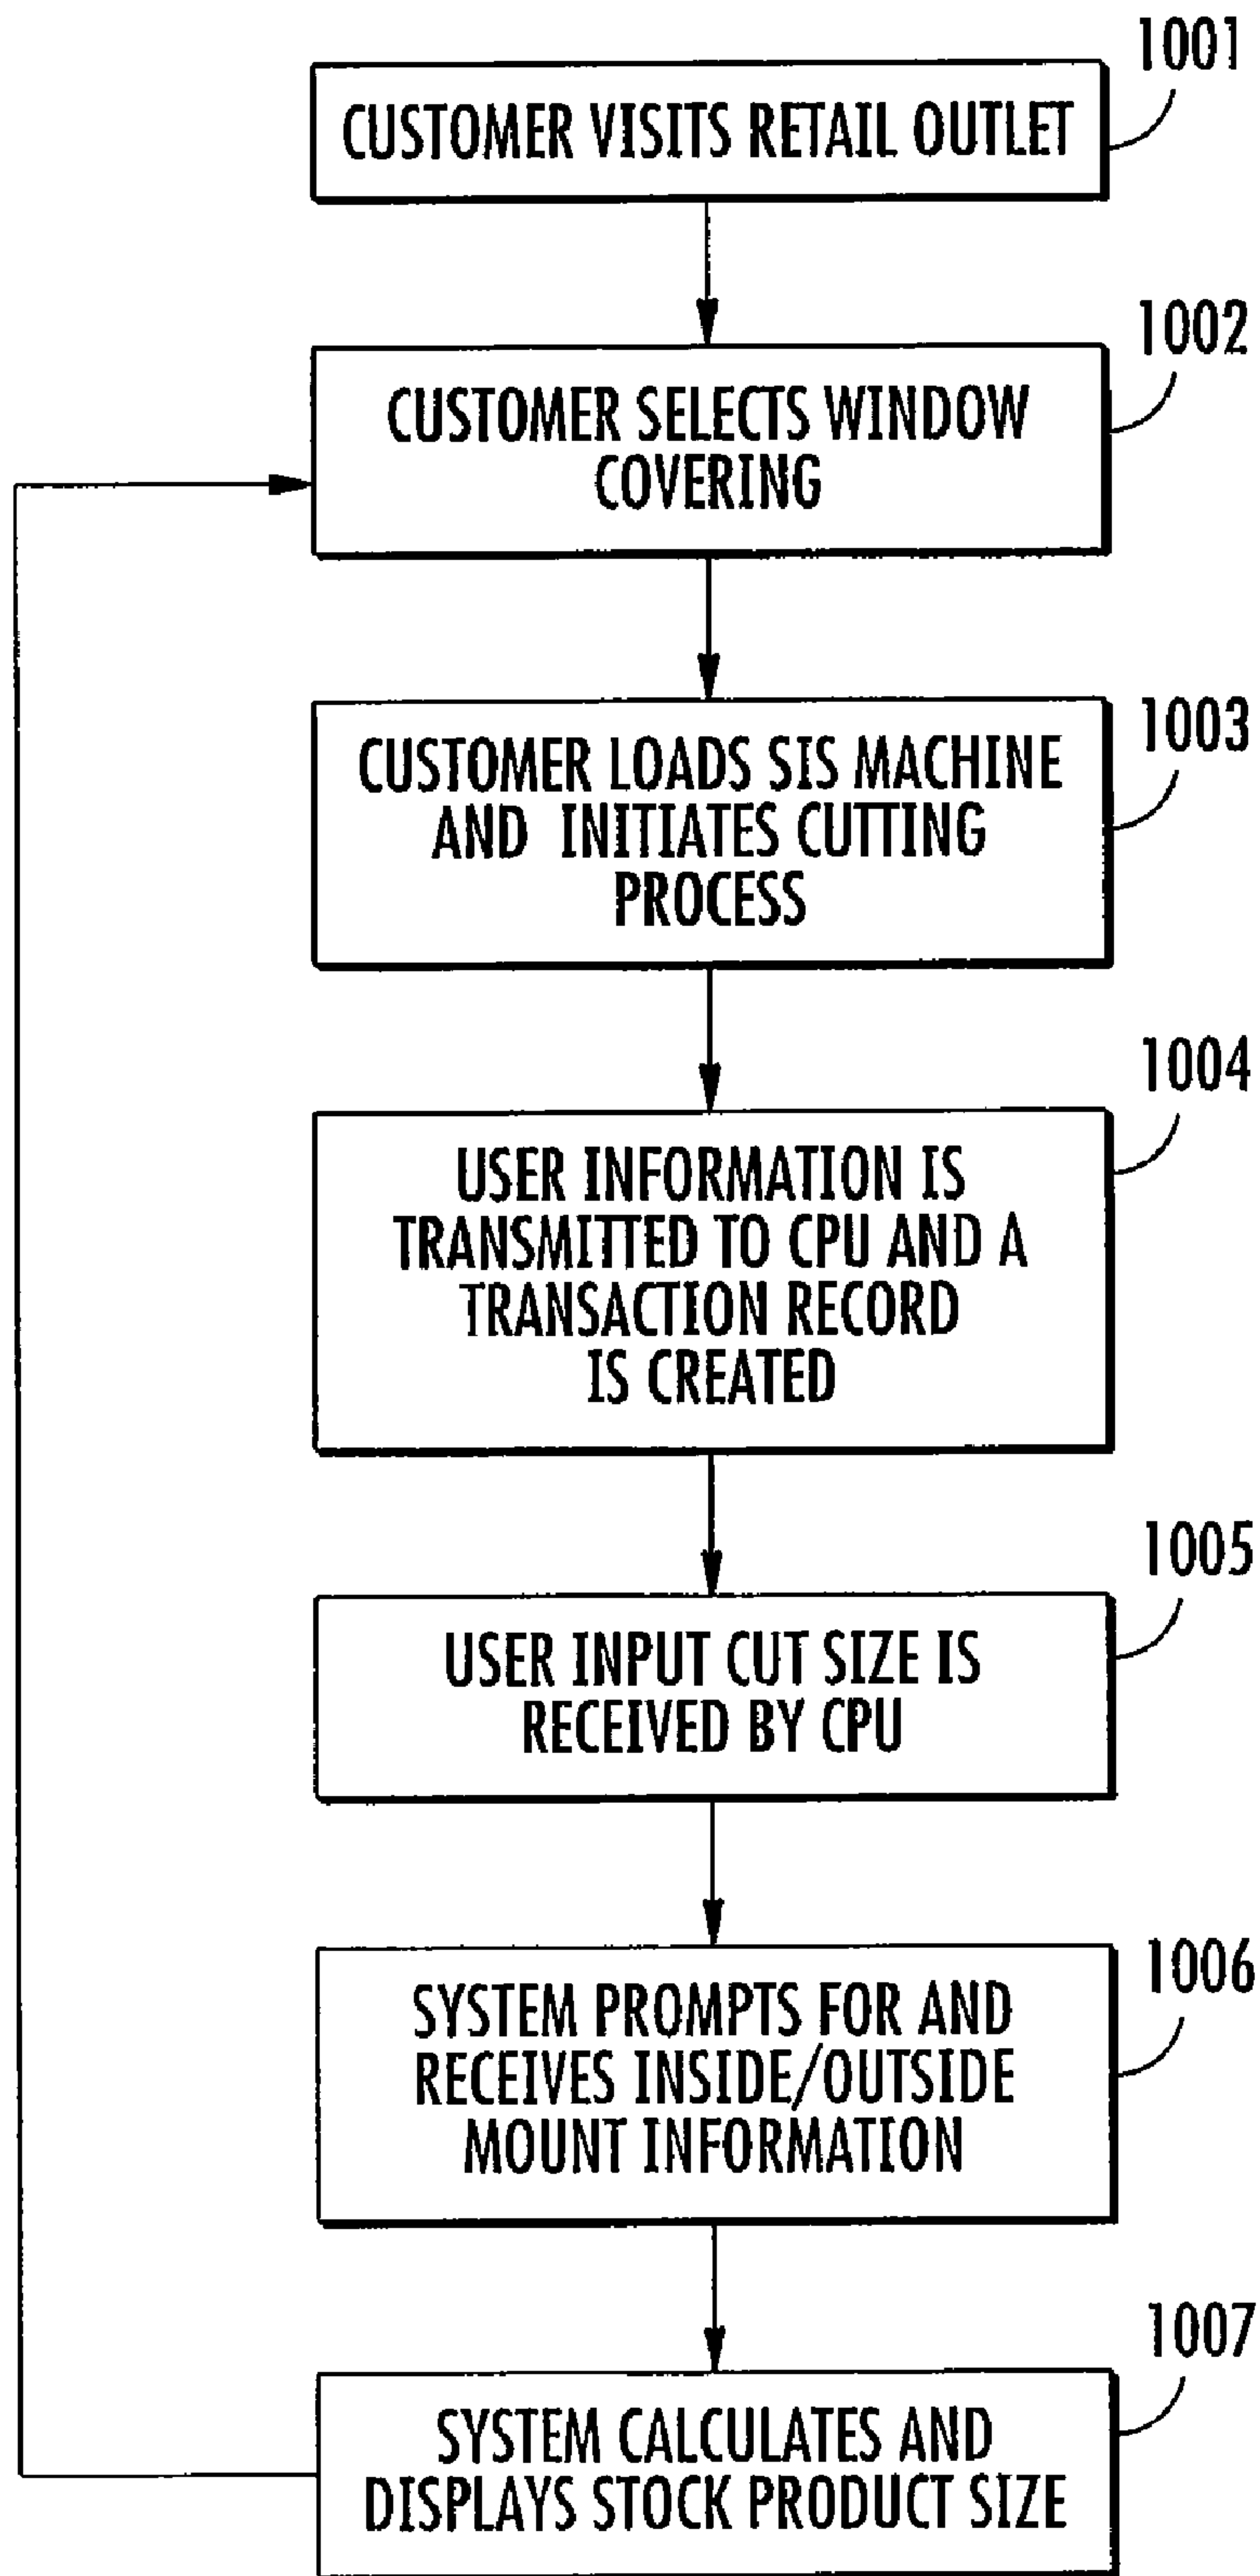 1001
CUSTOMER VISITS RETAIL OUTLET
1002
CUSTOMER SELECTS WINDOW
COVERING
1003
CUSTOMER LOADS SIS MACHINE
AND INITIATES CUTTING
PROCESS
1004
USER INFORMATION IS
TRANSMITTED TO CPU AND A
TRANSACTION RECORD
IS CREATED
1005
USER INPUT CUT SIZE IS
RECEIVED BY CPU
1006
SYSTEM PROMPTS FOR AND
RECEIVES INSIDE/OUTSIDE
MOUNT INFORMATION
1007
SYSTEM CALCULATES AND
DISPLAYS STOCK PRODUCT SIZE